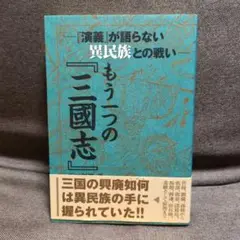 『演義』が語らない
異民族との戦い
もう一つの
『三國志』
三国の興廃如何
は異民族の手に
握られていた!!